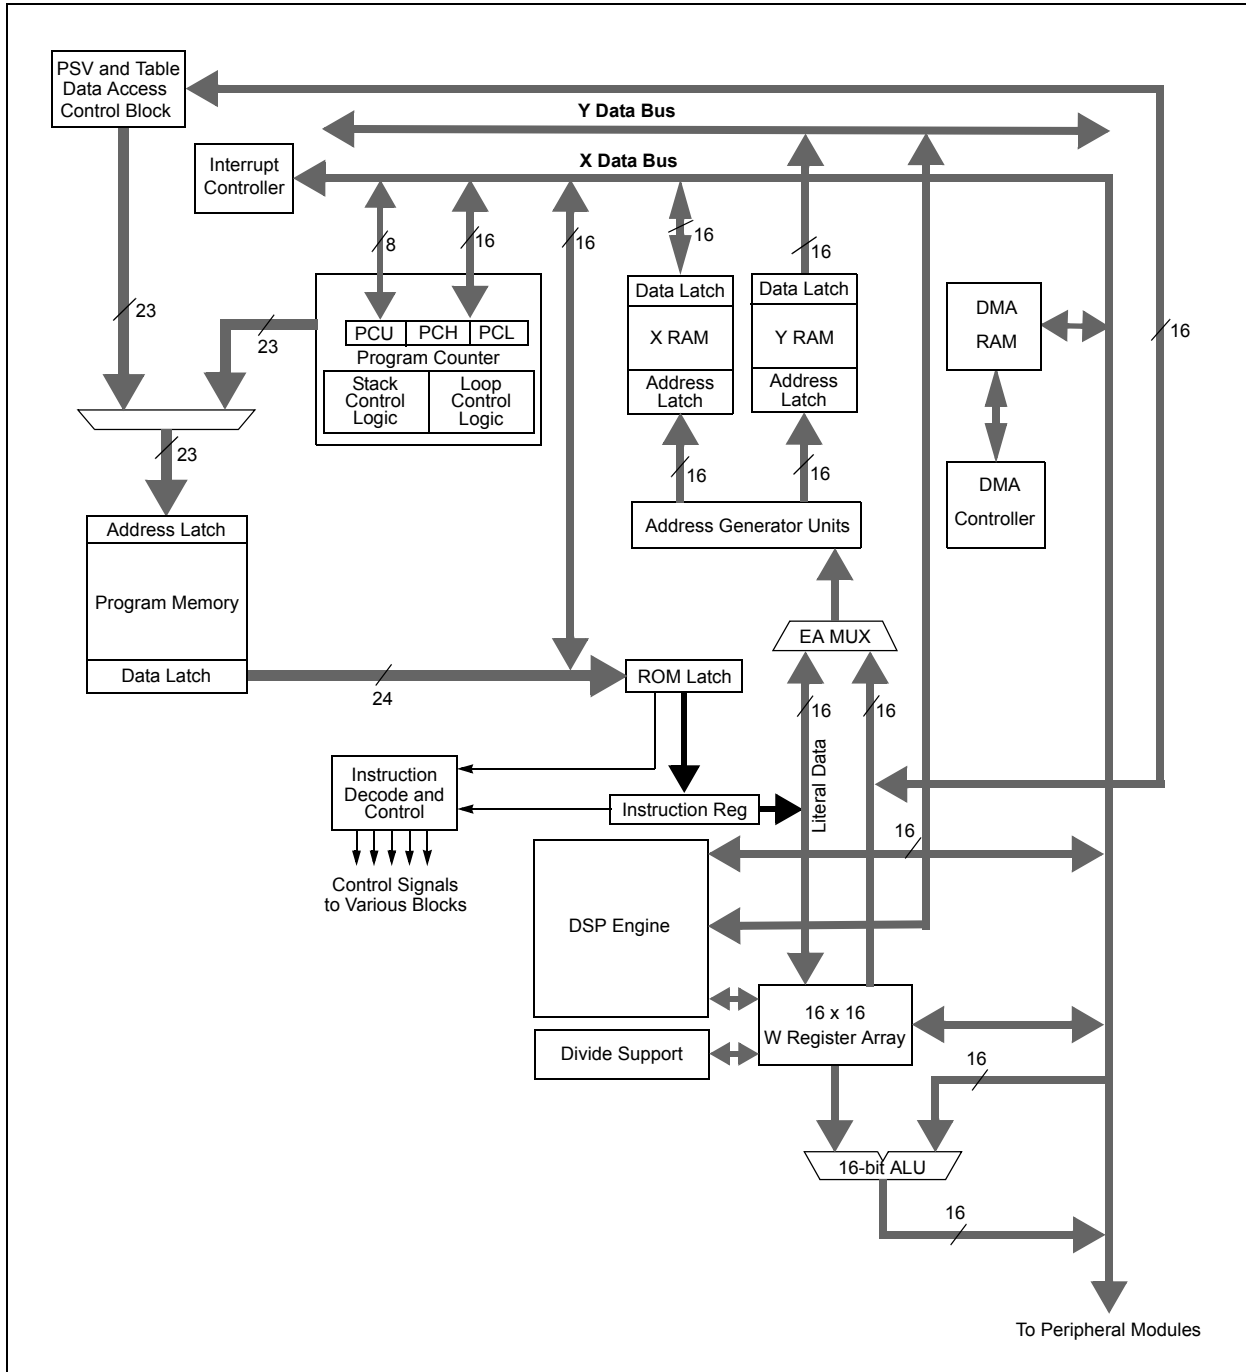 PSV and Table
Data Access
Control Block
Y Data Bus
Interrupt
Controller
X Data Bus
8
16
16
16
16
23
23
16
PCU
PCH
PCL
Program Counter
Stack
Control
Logic
Loop
Control
Logic
Data Latch
X RAM
Address
Latch
Data Latch
Y RAM
Address
Latch
DMA
RAM
23
16
16
DMA
Controller
Address Generator Units
Address Latch
Program Memory
Data Latch
24
EA MUX
ROM Latch
16
16
Literal Data
Instruction
Decode and
Control
Instruction Reg
Control Signals
to Various Blocks
16
DSP Engine
16 x 16
W Register Array
Divide Support
16
16-bit ALU
16
To Peripheral Modules